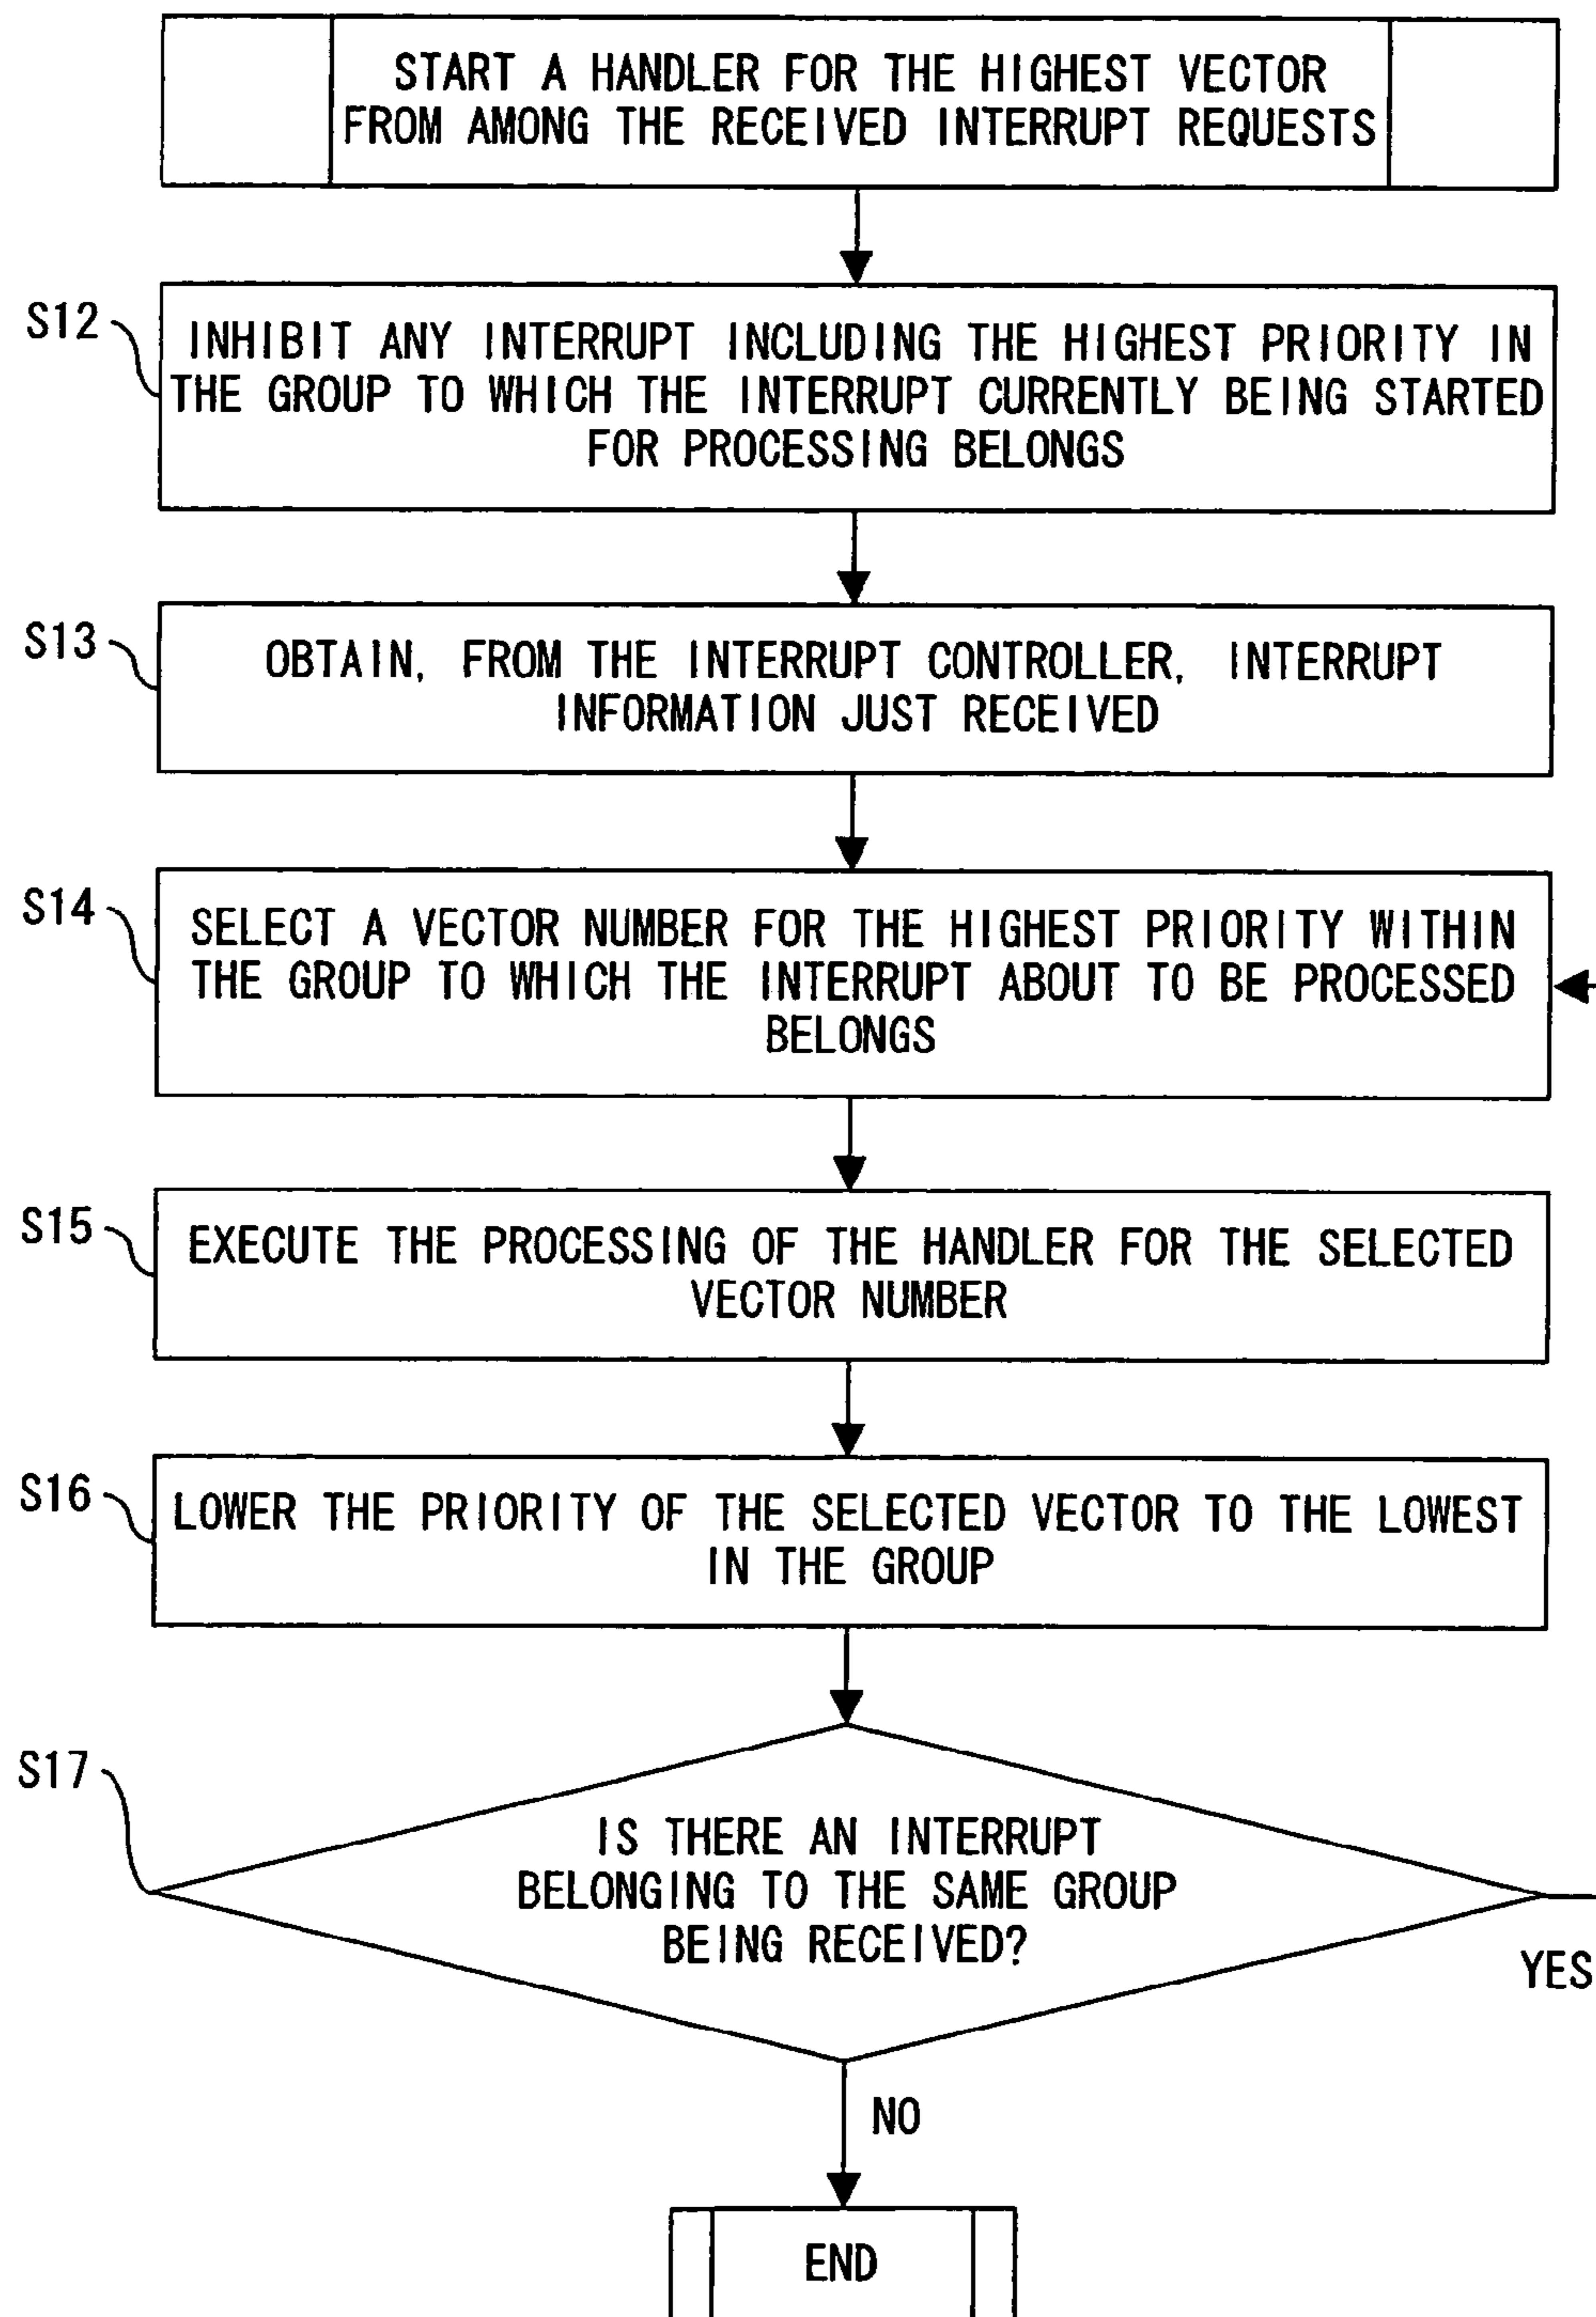 START A HANDLER FOR THE HIGHEST VECTOR
FROM AMONG THE RECEIVED INTERRUPT REQUESTS
S12
INHIBIT ANY INTERRUPT INCLUDING THE HIGHEST PRIORITY IN
THE GROUP TO WHICH THE INTERRUPT CURRENTLY BEING STARTED
FOR PROCESSING BELONGS
S13
OBTAIN, FROM THE INTERRUPT CONTROLLER, INTERRUPT
INFORMATION JUST RECEIVED
S14
SELECT A VECTOR NUMBER FOR THE HIGHEST PRIORITY WITHIN
THE GROUP TO WHICH THE INTERRUPT ABOUT TO BE PROCESSED
BELONGS
S15
EXECUTE THE PROCESSING OF THE HANDLER FOR THE SELECTED
VECTOR NUMBER
S16
LOWER THE PRIORITY OF THE SELECTED VECTOR TO THE LOWEST
IN THE GROUP
S17
IS THERE AN INTERRUPT
BELONGING TO THE SAME GROUP
BEING RECEIVED?
YES
NO
END